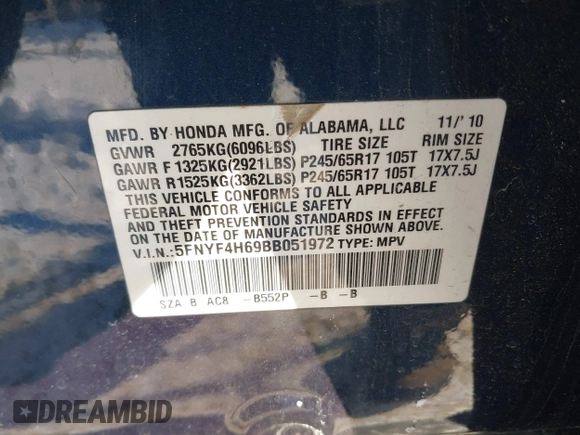 MFD. BY HONDA MFG. OF ALABAMA, LLC 11/' 10
GVWR 2765KG(6096LBS) TIRE SIZE RIM SIZE
GAWR F 1325KG(2921LBS) P245/65R17 105T 17X7.5J
GAWR R 1525KG(3362LBS) P245/65R17 105T 17X7.5J
THIS VEHICLE CONFORMS TO ALL APPLICABLE
FEDERAL MOTOR VEHICLE SAFETY
AND THEFT PREVENTION STANDARDS IN EFFECT
ON THE DATE OF MANUFACTURE SHOWN ABOVE.
V.I.N.: 5FNYF4H69BB051972 TYPE: MPV
SZA B AC8 -B552P -B -B
DREAMBID